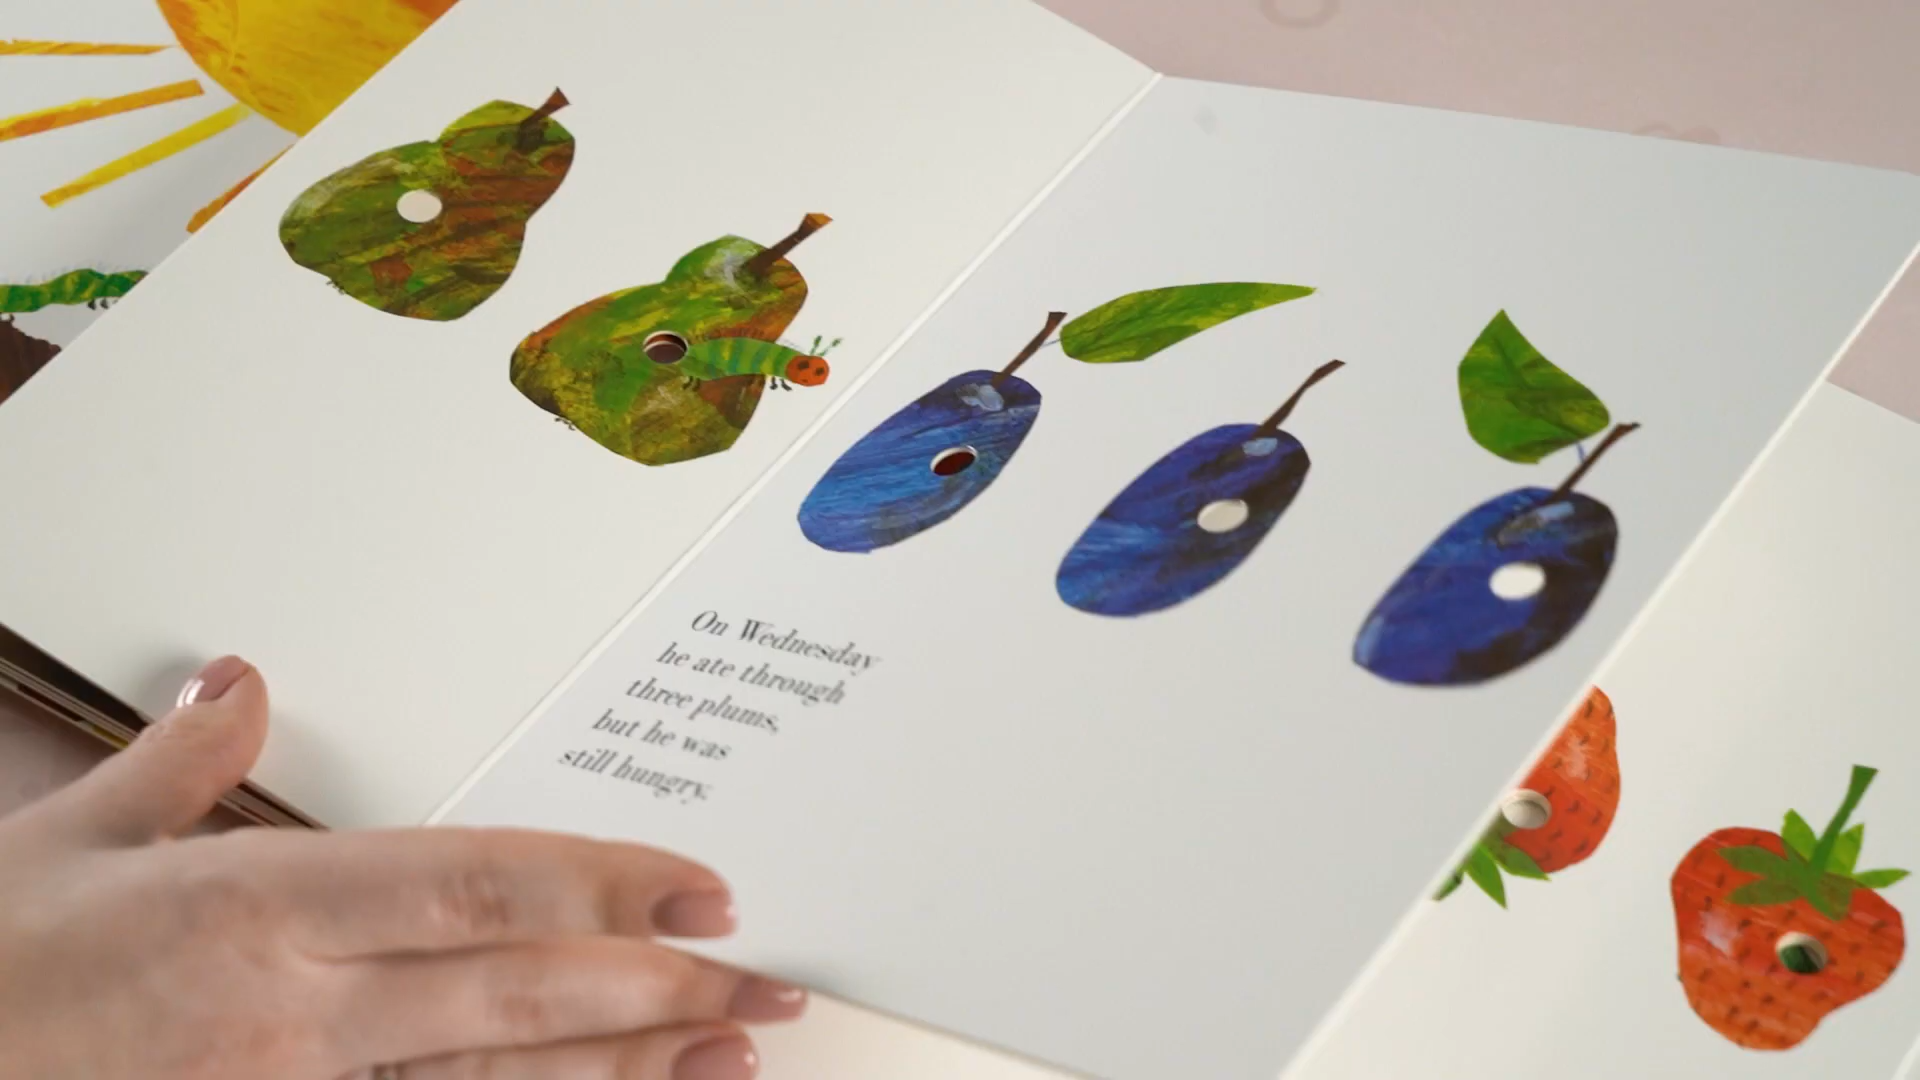 On Wednesday
he ate through
three plums,
but he was
still hungry.